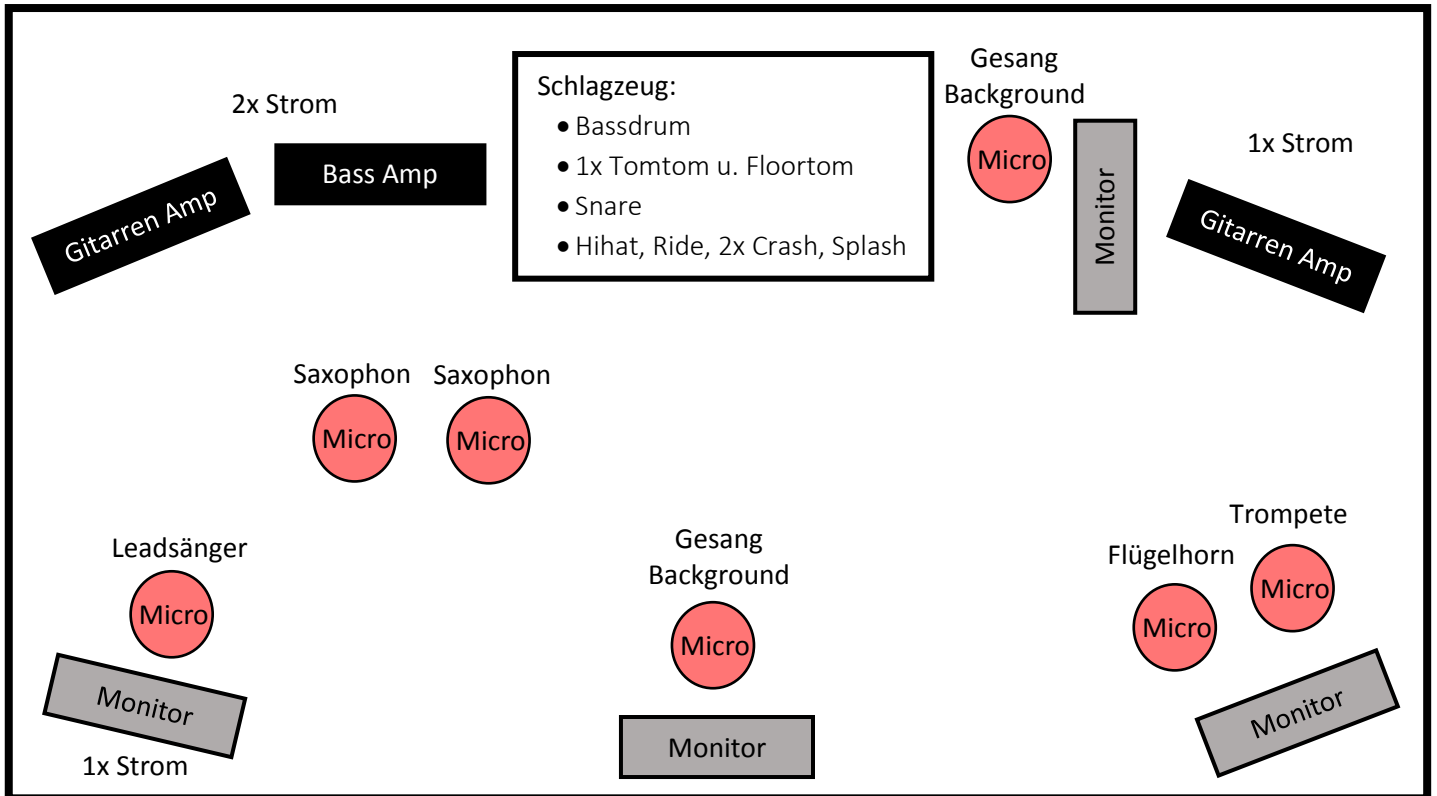 Gesang
Background
2x Strom
Schlagzeug:
• Bassdrum
• 1x Tomtom u. Floortom
• Snare
• Hihat, Ride, 2x Crash, Splash
Micro
1x Strom
Bass Amp
Gitarren Amp
Monitor
Gitarren Amp
Saxophon
Saxophon
Micro
Micro
Leadsänger
Micro
Monitor
1x Strom
Gesang
Background
Micro
Monitor
Trompete
Flügelhorn
Micro
Micro
Monitor